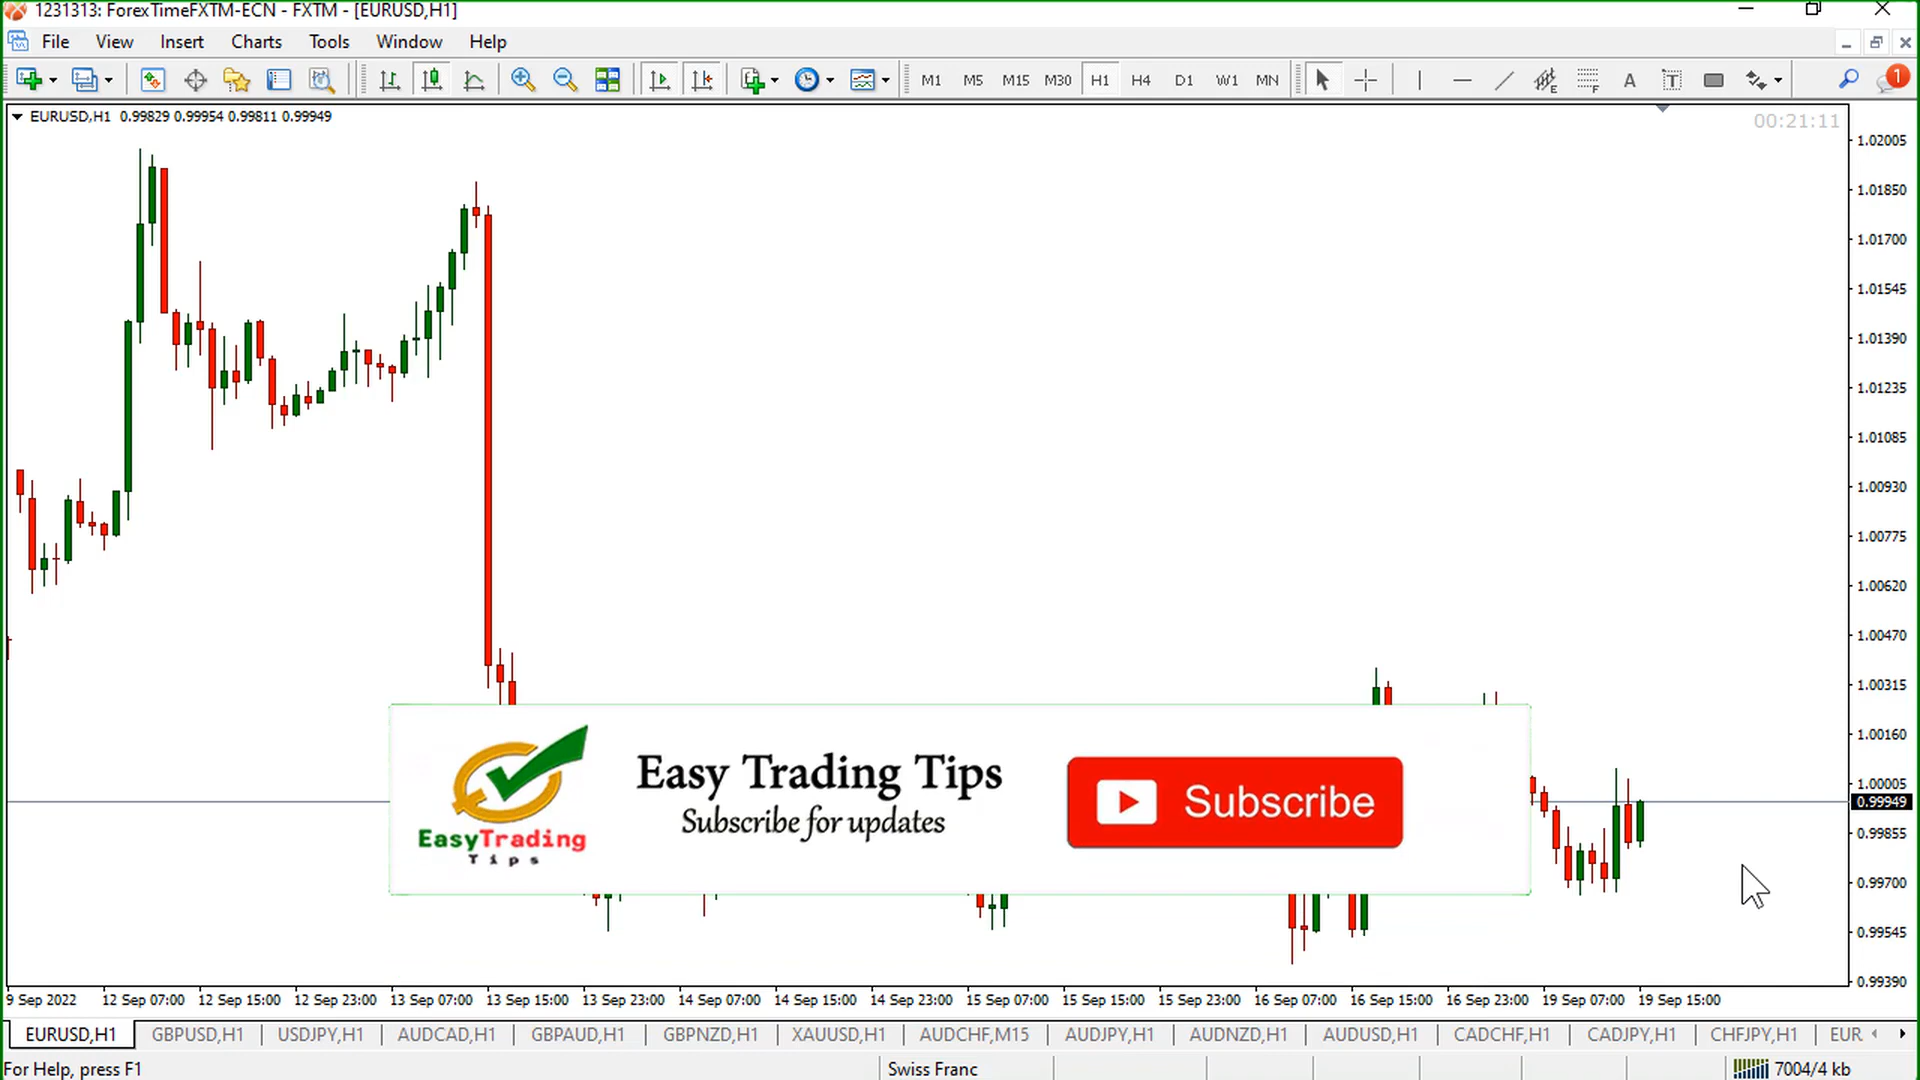 1231313: ForexTimeFXTM-ECN - FXTM - [EURUSD,H1]
File View Insert Charts Tools Window Help
M1 M5 M15 M30 H1 H4 D1 W1 MN
A T 1
EURUSD,H1 0.99829 0.99954 0.99811 0.99949
00:21:11
1.02005
1.01850
1.01700
1.01545
1.01390
1.01235
1.01085
1.00930
1.00775
1.00620
1.00470
1.00315
1.00160
1.00005
0.99949
0.99855
0.99700
0.99545
0.99390
Easy Trading Tips
Subscribe for updates
EasyTrading
Tips
Subscribe
9 Sep 2022 12 Sep 07:00 12 Sep 15:00 12 Sep 23:00 13 Sep 07:00 13 Sep 15:00 13 Sep 23:00 14 Sep 07:00 14 Sep 15:00 14 Sep 23:00 15 Sep 07:00 15 Sep 15:00 15 Sep 23:00 16 Sep 07:00 16 Sep 15:00 16 Sep 23:00 19 Sep 07:00 19 Sep 15:00
EURUSD,H1 GBPUSD,H1 USDJPY,H1 AUDCAD,H1 GBPAUD,H1 GBPNZD,H1 XAUUSD,H1 AUDCHF,M15 AUDJPY,H1 AUDNZD,H1 AUDUSD,H1 CADCHF,H1 CADJPY,H1 CHFJPY,H1 EUR
For Help, press F1 Swiss Franc 7004/4 kb